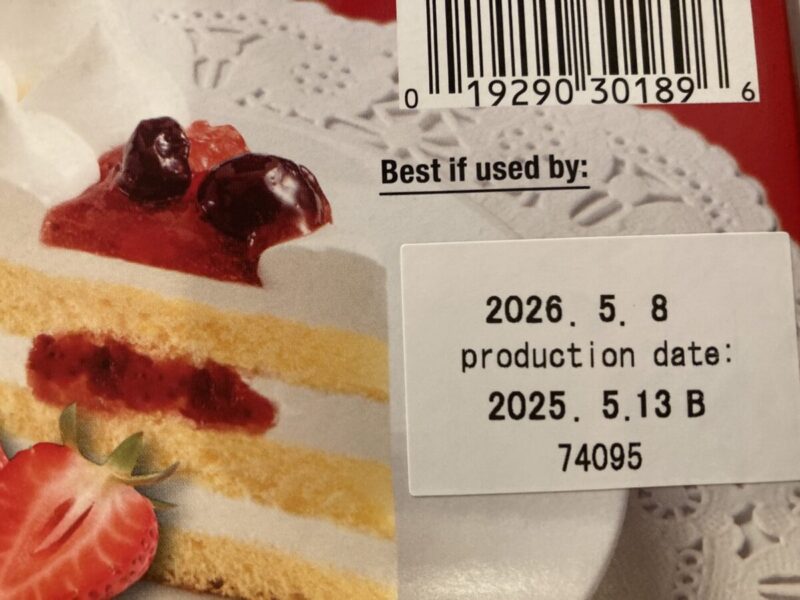 0 19290 30189 6
Best if used by:
2026. 5. 8
production date:
2025. 5.13 B
74095